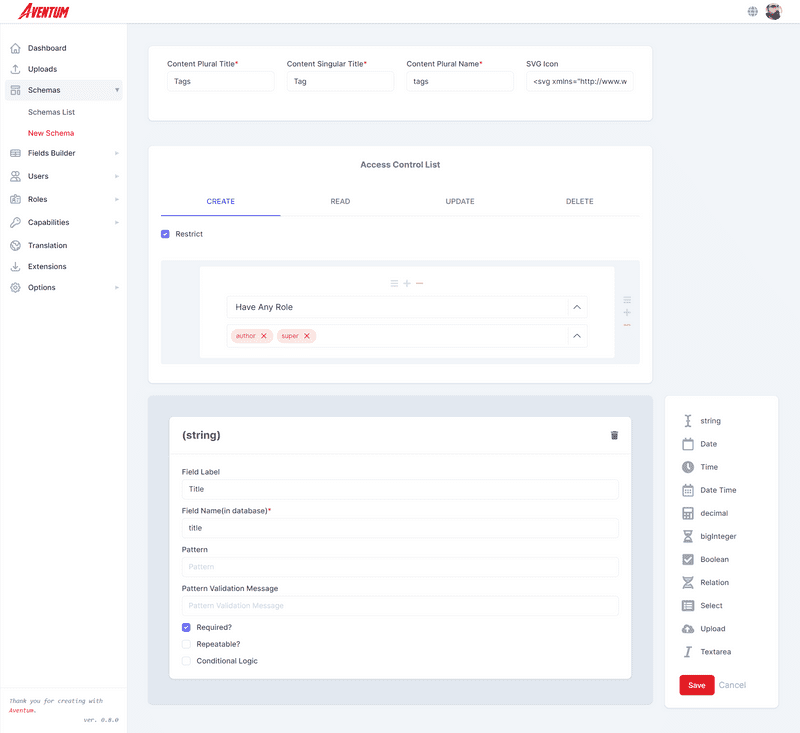 AVENTUM
Dashboard
Uploads
Schemas
Schemas List
New Schema
Fields Builder
Users
Roles
Capabilities
Translation
Extensions
Options
Thank you for creating with
Aventum.
ver. 0.0.0
Content Plural Title*
Content Singular Title*
Content Plural Name*
SVG Icon
Tags
Tag
tags
<svg xmlns="http://www.w
Access Control List
CREATE
READ
UPDATE
DELETE
Restrict
Have Any Role
author
super
(string)
Field Label
Title
Field Name(in database)*
title
Pattern
Pattern
Pattern Validation Message
Pattern Validation Message
Required?
Repeatable?
Conditional Logic
string
Date
Time
Date Time
decimal
bigInteger
Boolean
Relation
Select
Upload
Textarea
Save Cancel